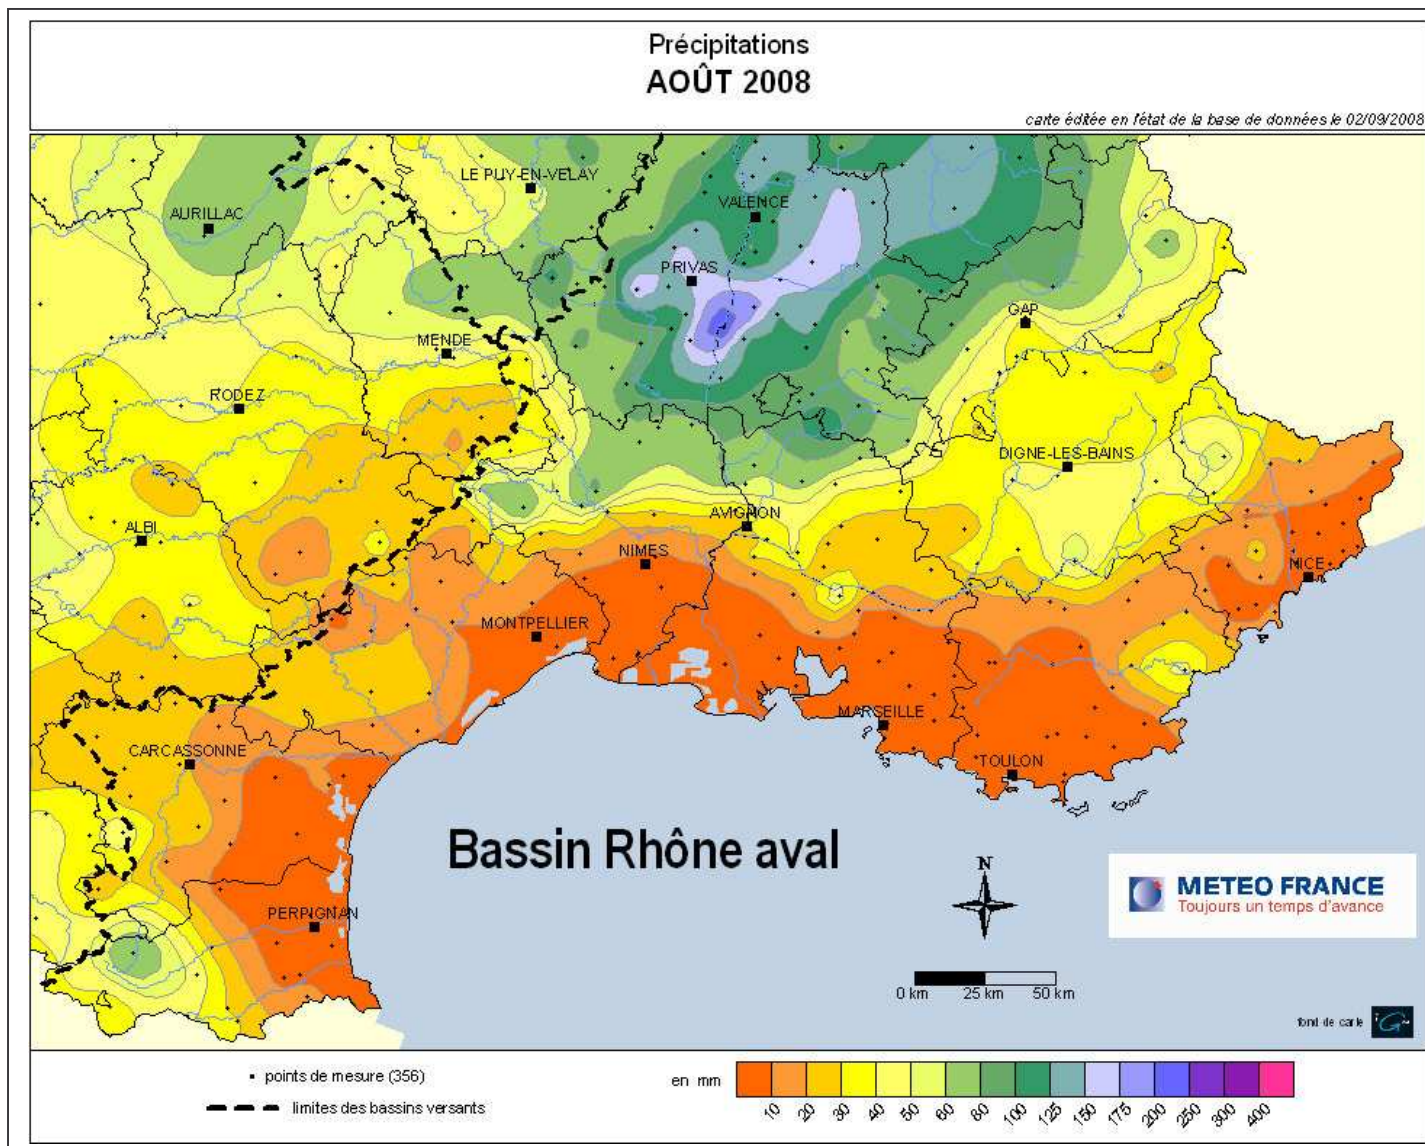 Précipitations
AOÛT 2008
carte éditée en l'état de la base de données le 02/09/2008
LE PUY-EN-VELAY
AURILLAC
VALENCE
PRIVAS
GAP
MENDE
RODEZ
DIGNE-LES-BAINS
AVIGNON
ALBI
NIMES
NICE
MONTPELLIER
MARSEILLE
CARCASSONNE
TOULON
Bassin Rhône aval
N
METEO FRANCE
Toujours un temps d'avance
PERPIGNAN
0 km 25 km 50 km
fond de carte
points de mesure (356)
limites des bassins versants
en mm
10 20 30 40 50 60 80 100 125 150 175 200 250 300 400